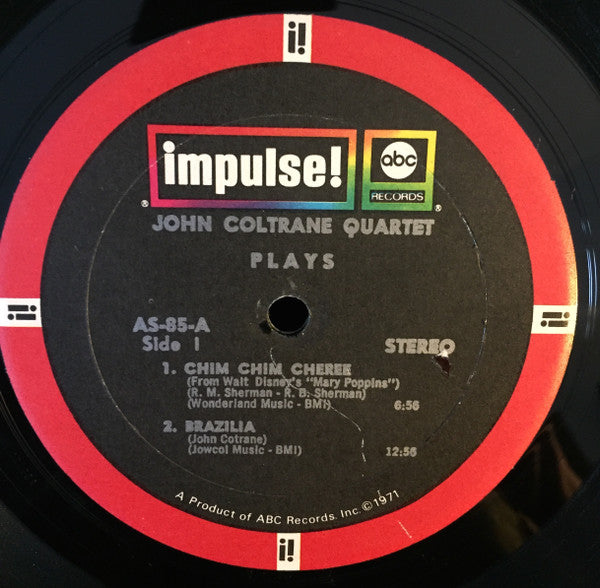 i!
impulse!
®
abc
RECORDS
®
JOHN COLTRANE QUARTET
PLAYS
i!
i!
AS-85-A
Side 1
STEREO
1. CHIM CHIM CHEREE
(From Walt Disney's "Mary Poppins")
(R. M. Sherman - R. B. Sherman)
(Wonderland Music - BMI) 6:56
2. BRAZILIA
(John Cotrane)
(Jowcol Music - BMI) 12:56
A Product of ABC Records, Inc. ©1971
i!